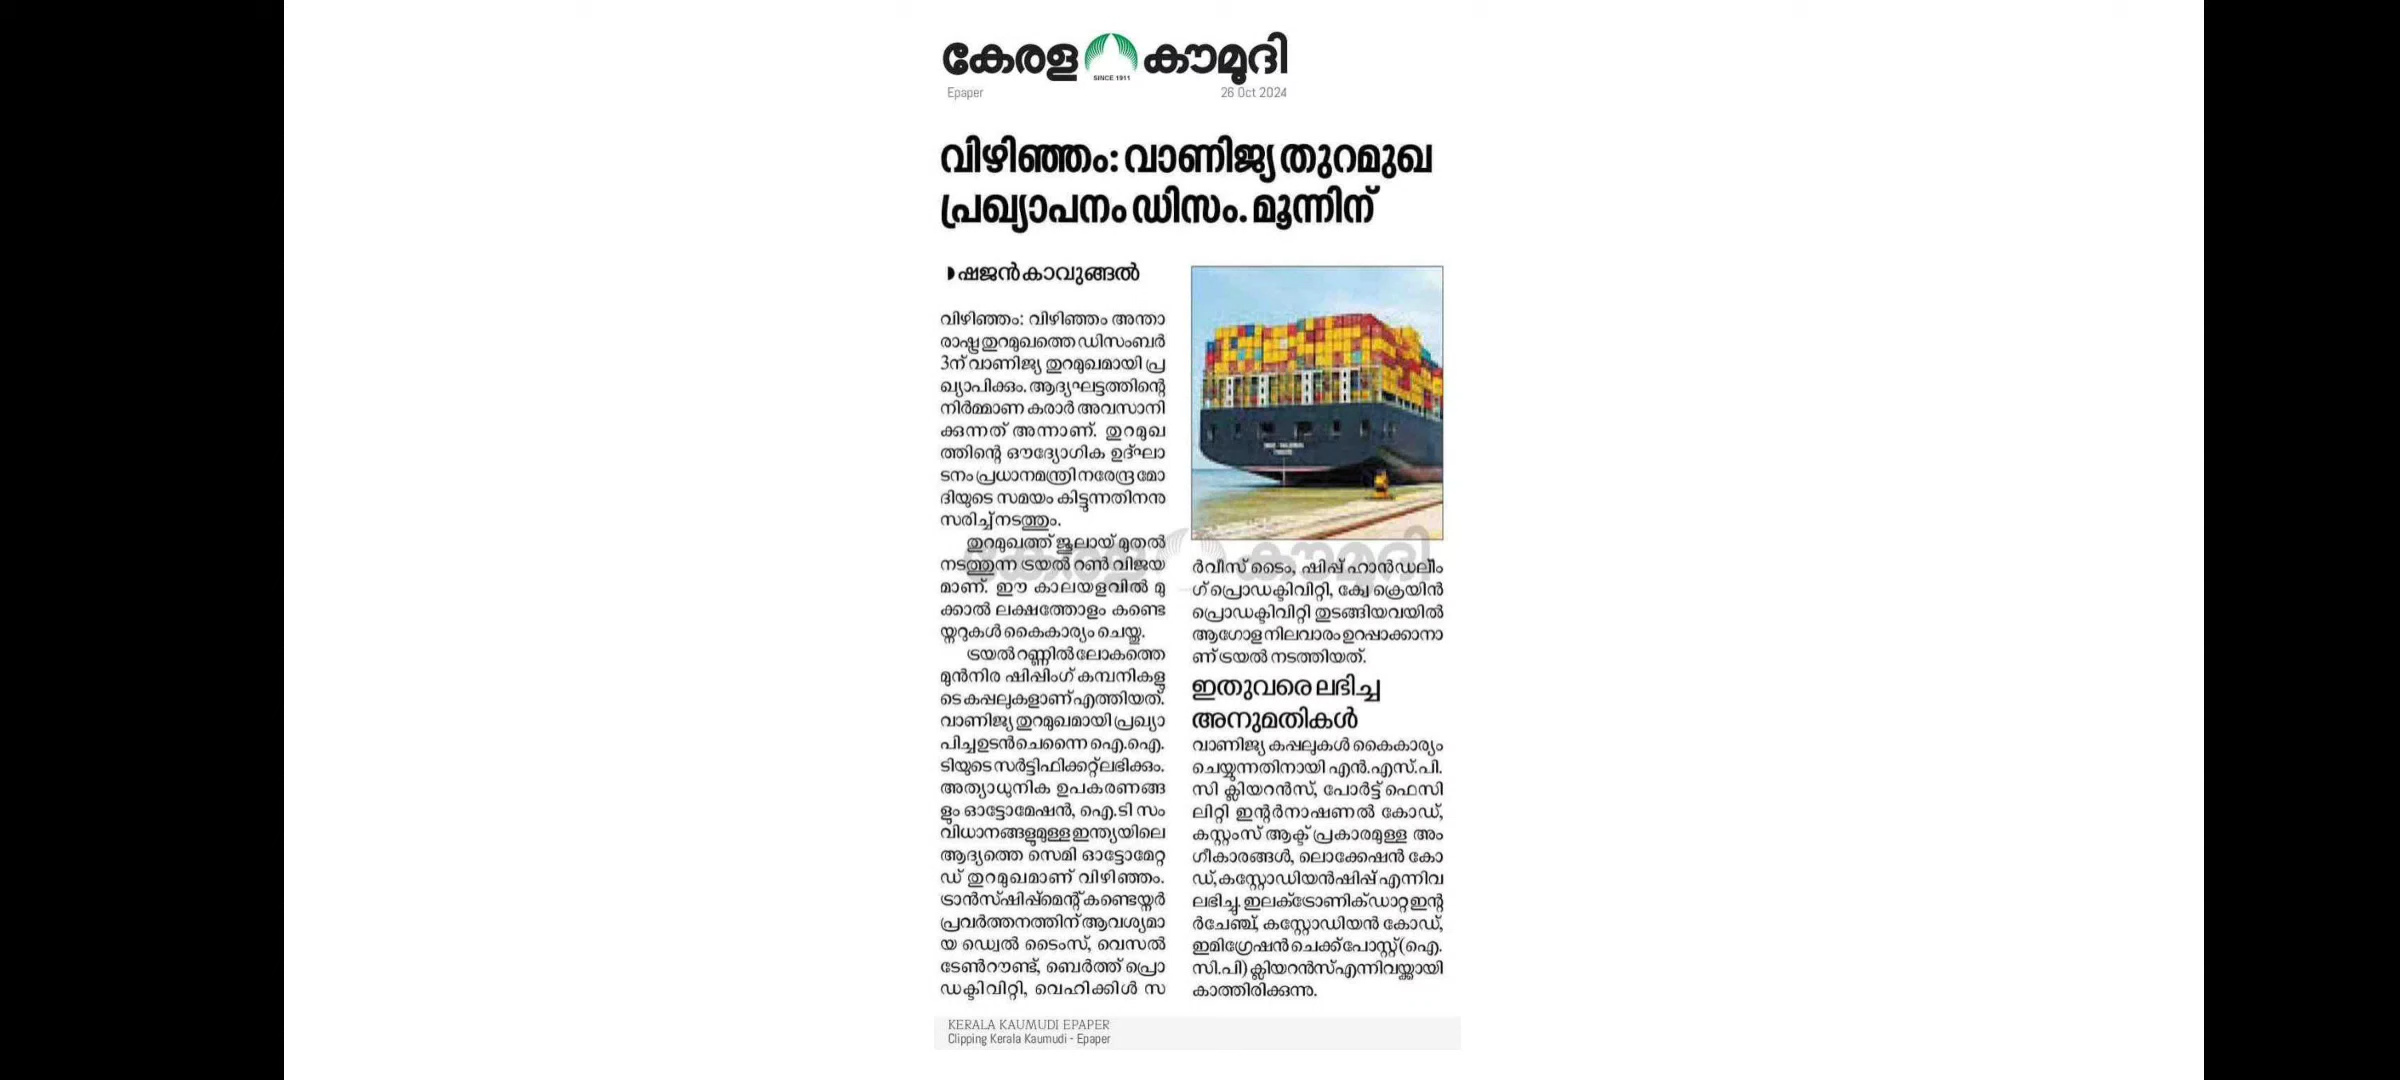 കേരള കൗമുദി
SINCE 1911
Epaper
26 Oct 2024
വിഴിഞ്ഞം: വാണിജ്യ തുറമുഖ
പ്രഖ്യാപനം ഡിസം. മൂന്നിന്
ഷജൻ കാവുങ്ങൽ
വിഴിഞ്ഞം: വിഴിഞ്ഞം അന്താ
രാഷ്ട്ര തുറമുഖത്തെ ഡിസംബർ
3ന് വാണിജ്യ തുറമുഖമായി പ്ര
ഖ്യാപിക്കും. ആദ്യഘട്ടത്തിന്റെ
നിർമ്മാണ കരാർ അവസാനി
ക്കുന്നത് അന്നാണ്. തുറമുഖ
ത്തിന്റെ ഔദ്യോഗിക ഉദ്ഘാ
ടനം പ്രധാനമന്ത്രി നരേന്ദ്ര മോ
ദിയുടെ സമയം കിട്ടുന്നതിനനു
സരിച്ച് നടത്തും.
തുറമുഖത്ത് ജൂലായ് മുതൽ
നടത്തുന്ന ട്രയൽ റൺ വിജയ
മാണ്. ഈ കാലയളവിൽ മു
ക്കാൽ ലക്ഷത്തോളം കണ്ടെ
യ്നറുകൾ കൈകാര്യം ചെയ്തു.
ട്രയൽ റണ്ണിൽ ലോകത്തെ
മുൻനിര ഷിപ്പിംഗ് കമ്പനികളു
ടെ കപ്പലുകളാണ് എത്തിയത്.
വാണിജ്യ തുറമുഖമായി പ്രഖ്യാ
പിച്ച ഉടൻ ചെന്നൈ ഐ.ഐ.
ടിയുടെ സർട്ടിഫിക്കറ്റ് ലഭിക്കും.
അത്യാധുനിക ഉപകരണങ്ങ
ളും ഓട്ടോമേഷൻ, ഐ.ടി സം
വിധാനങ്ങളുമുള്ള ഇന്ത്യയിലെ
ആദ്യത്തെ സെമി ഓട്ടോമേറ്റ
ഡ് തുറമുഖമാണ് വിഴിഞ്ഞം.
ട്രാൻസ്ഷിപ്പ്മെന്റ് കണ്ടെയ്നർ
പ്രവർത്തനത്തിന് ആവശ്യമാ
യ ഡ്വെൽ ടൈംസ്, വെസൽ
ടേൺറൗണ്ട്, ബെർത്ത് പ്രൊ
ഡക്ടിവിറ്റി, വെഹിക്കിൾ സ
ർവീസ് ടൈം, ഷിപ്പ് ഹാൻഡലീം
ഗ് പ്രൊഡക്ടിവിറ്റി, ക്വേ ക്രെയിൻ
പ്രൊഡക്ടിവിറ്റി തുടങ്ങിയവയിൽ
ആഗോള നിലവാരം ഉറപ്പാക്കാനാ
ണ് ട്രയൽ നടത്തിയത്.
ഇതുവരെ ലഭിച്ച
അനുമതികൾ
വാണിജ്യ കപ്പലുകൾ കൈകാര്യം
ചെയ്യുന്നതിനായി എൻ.എസ്.പി.
സി ക്ലിയറൻസ്, പോർട്ട് ഫെസി
ലിറ്റി ഇന്റർനാഷണൽ കോഡ്,
കസ്റ്റംസ് ആക്ട് പ്രകാരമുള്ള അം
ഗീകാരങ്ങൾ, ലൊക്കേഷൻ കോ
ഡ്, കസ്റ്റോഡിയൻഷിപ്പ് എന്നിവ
ലഭിച്ചു. ഇലക്ട്രോണിക് ഡാറ്റ ഇന്റ
ർചേഞ്ച്, കസ്റ്റോഡിയൻ കോഡ്,
ഇമിഗ്രേഷൻ ചെക്ക് പോസ്റ്റ് (ഐ.
സി.പി) ക്ലിയറൻസ് എന്നിവയ്ക്കായി
കാത്തിരിക്കുന്നു.
കേരള കൗമുദി
KERALA KAUMUDI EPAPER
Clipping Kerala Kaumudi - Epaper